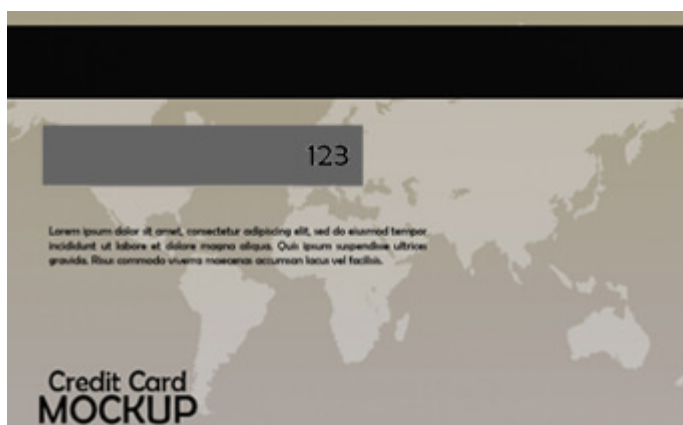 123
Lorem ipsum dolor sit amet, consectetur adipiscing elit, sed do eiusmod tempor
incididunt ut labore et dolore magna aliqua. Quis ipsum suspendisse ultrices
gravida. Risus commodo viverra maecenas accumsan lacus vel facilisis.
Credit Card
MOCKUP